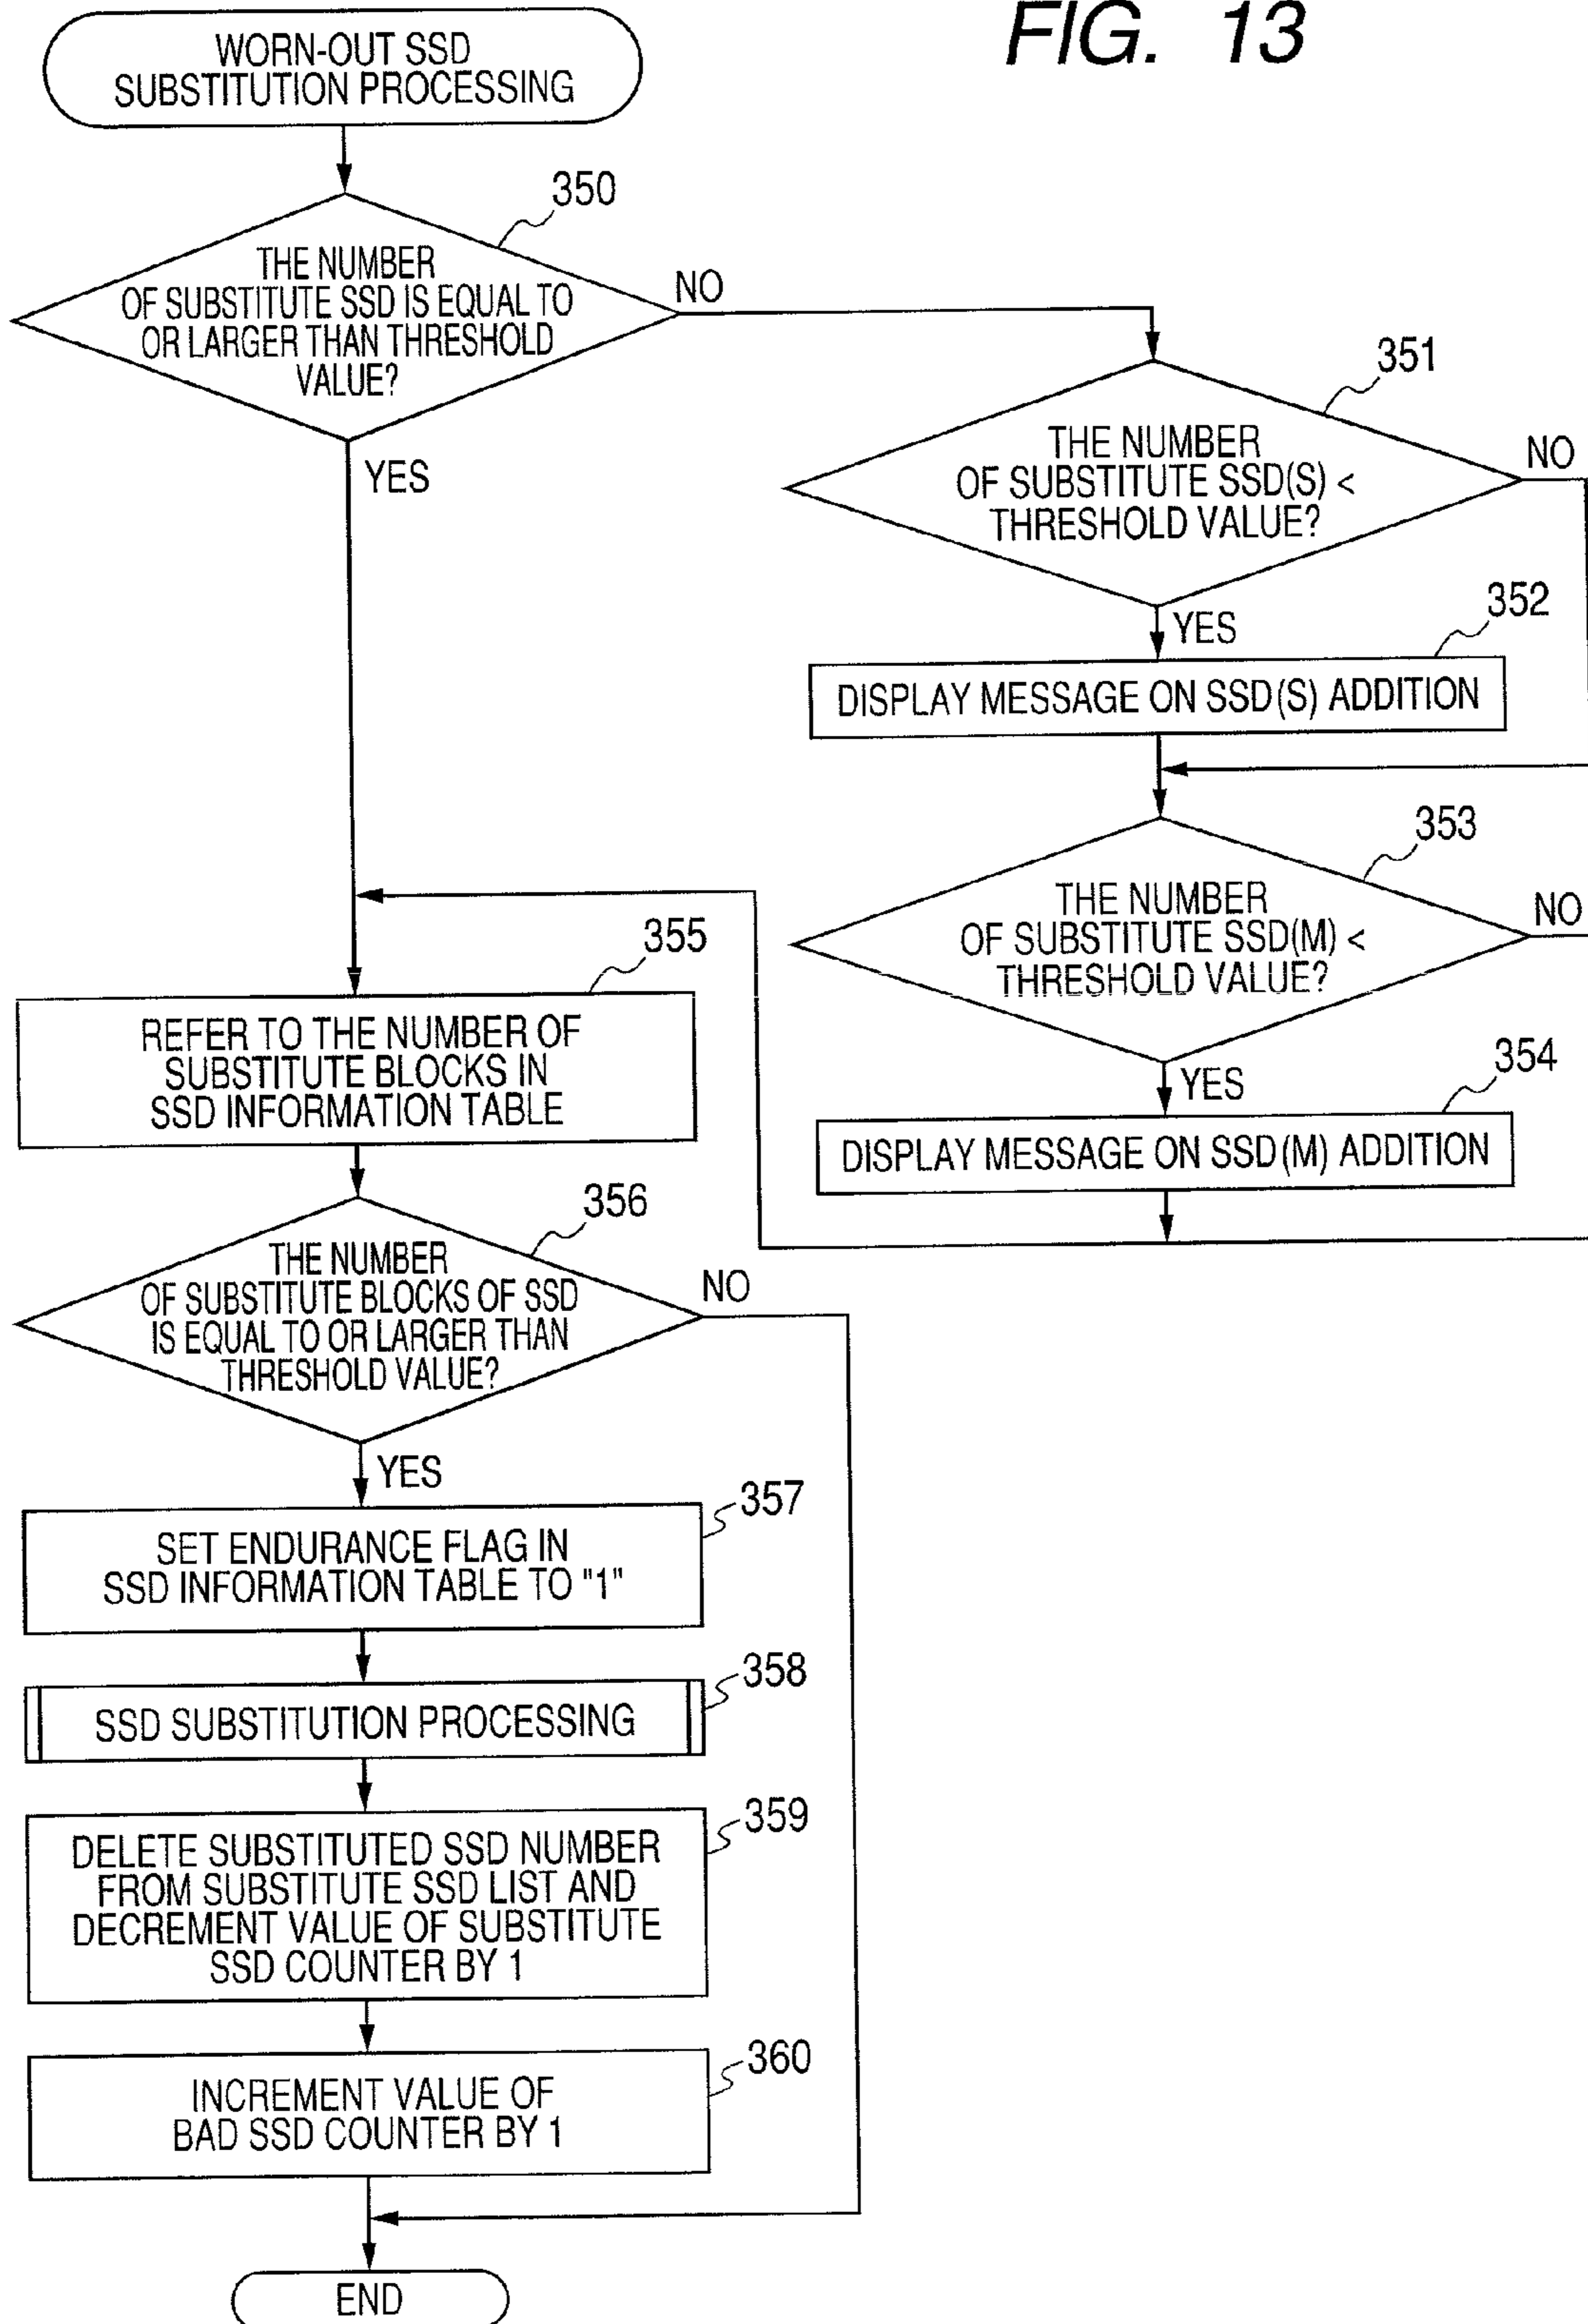 FIG. 13
WORN-OUT SSD
SUBSTITUTION PROCESSING
350
THE NUMBER
OF SUBSTITUTE SSD IS EQUAL TO
OR LARGER THAN THRESHOLD
VALUE?
NO
YES
351
THE NUMBER
OF SUBSTITUTE SSD(S) <
THRESHOLD VALUE?
NO
YES
352
DISPLAY MESSAGE ON SSD(S) ADDITION
353
THE NUMBER
OF SUBSTITUTE SSD(M) <
THRESHOLD VALUE?
NO
YES
354
DISPLAY MESSAGE ON SSD(M) ADDITION
355
REFER TO THE NUMBER OF
SUBSTITUTE BLOCKS IN
SSD INFORMATION TABLE
356
THE NUMBER
OF SUBSTITUTE BLOCKS OF SSD
IS EQUAL TO OR LARGER THAN
THRESHOLD VALUE?
NO
YES
357
SET ENDURANCE FLAG IN
SSD INFORMATION TABLE TO "1"
358
SSD SUBSTITUTION PROCESSING
359
DELETE SUBSTITUTED SSD NUMBER
FROM SUBSTITUTE SSD LIST AND
DECREMENT VALUE OF SUBSTITUTE
SSD COUNTER BY 1
360
INCREMENT VALUE OF
BAD SSD COUNTER BY 1
END